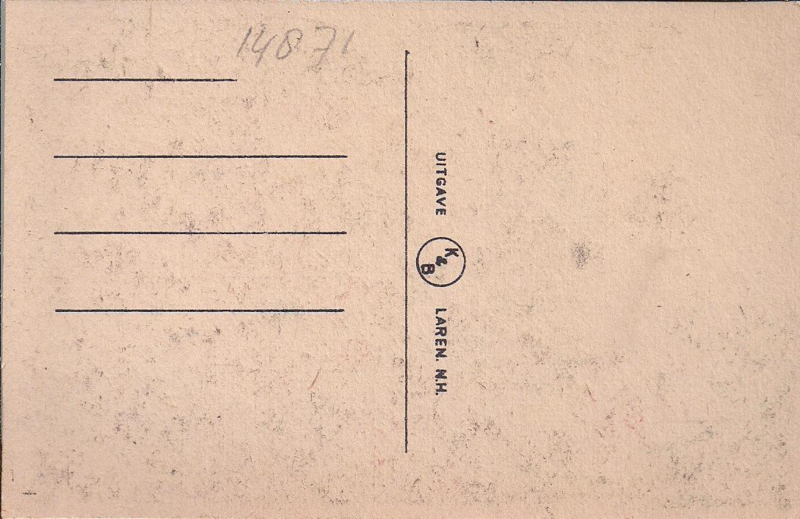 14871
UITGAVE K & B LAREN. N.H.